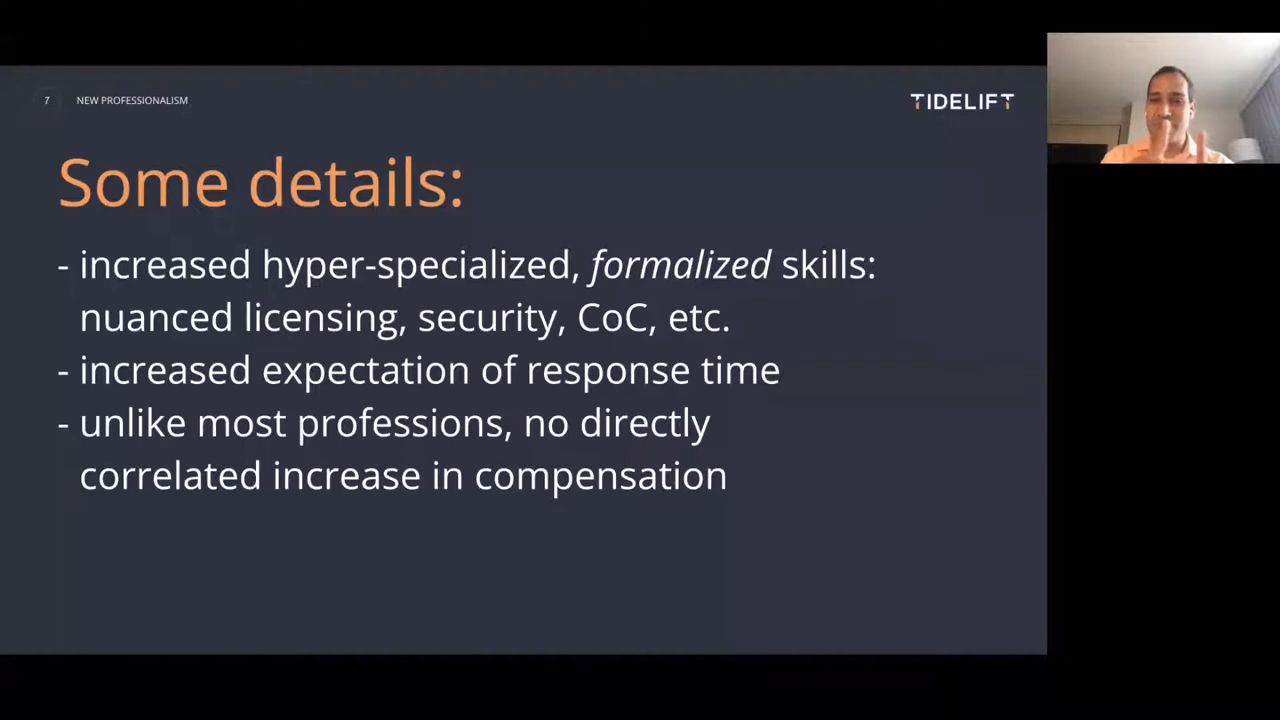 7 NEW PROFESSIONALISM
TIDELIFT
Some details:
- increased hyper-specialized, formalized skills:
nuanced licensing, security, CoC, etc.
- increased expectation of response time
- unlike most professions, no directly
correlated increase in compensation